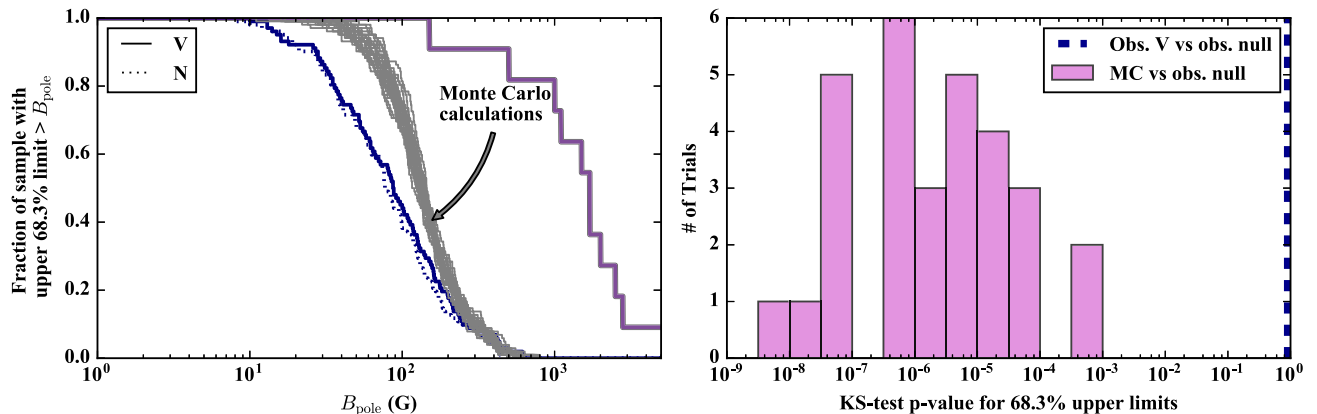 Fraction of sample with
upper 68.3% limit > B_pole
1.0
0.8
0.6
0.4
0.2
0.0
V
N
Monte Carlo
calculations
10^0
10^1
10^2
10^3
B_pole (G)
# of Trials
6
5
4
3
2
1
0
Obs. V vs obs. null
MC vs obs. null
10^-9
10^-8
10^-7
10^-6
10^-5
10^-4
10^-3
10^-2
10^-1
10^0
KS-test p-value for 68.3% upper limits